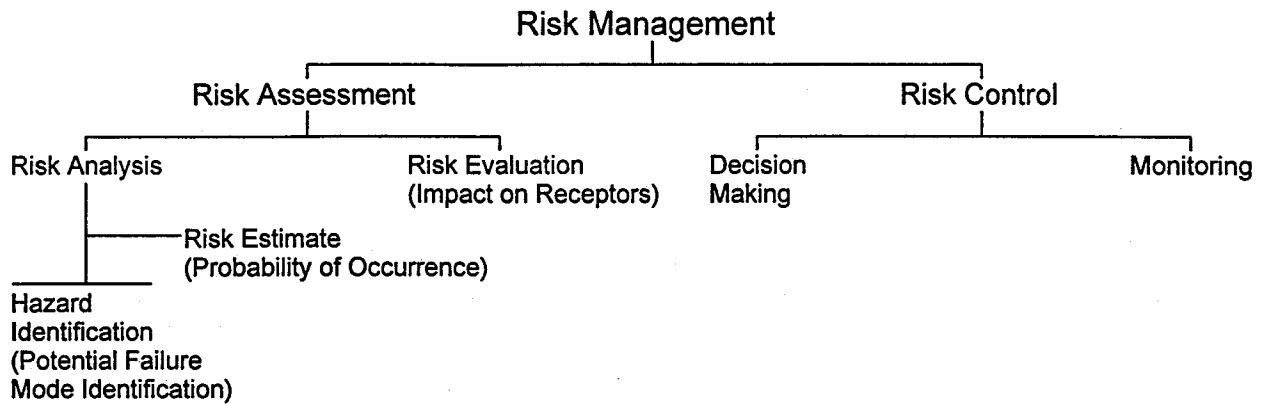 Risk Management
Risk Assessment
Risk Control
Risk Analysis
Risk Evaluation
(Impact on Receptors)
Decision
Making
Monitoring
Risk Estimate
(Probability of Occurrence)
Hazard
Identification
(Potential Failure
Mode Identification)